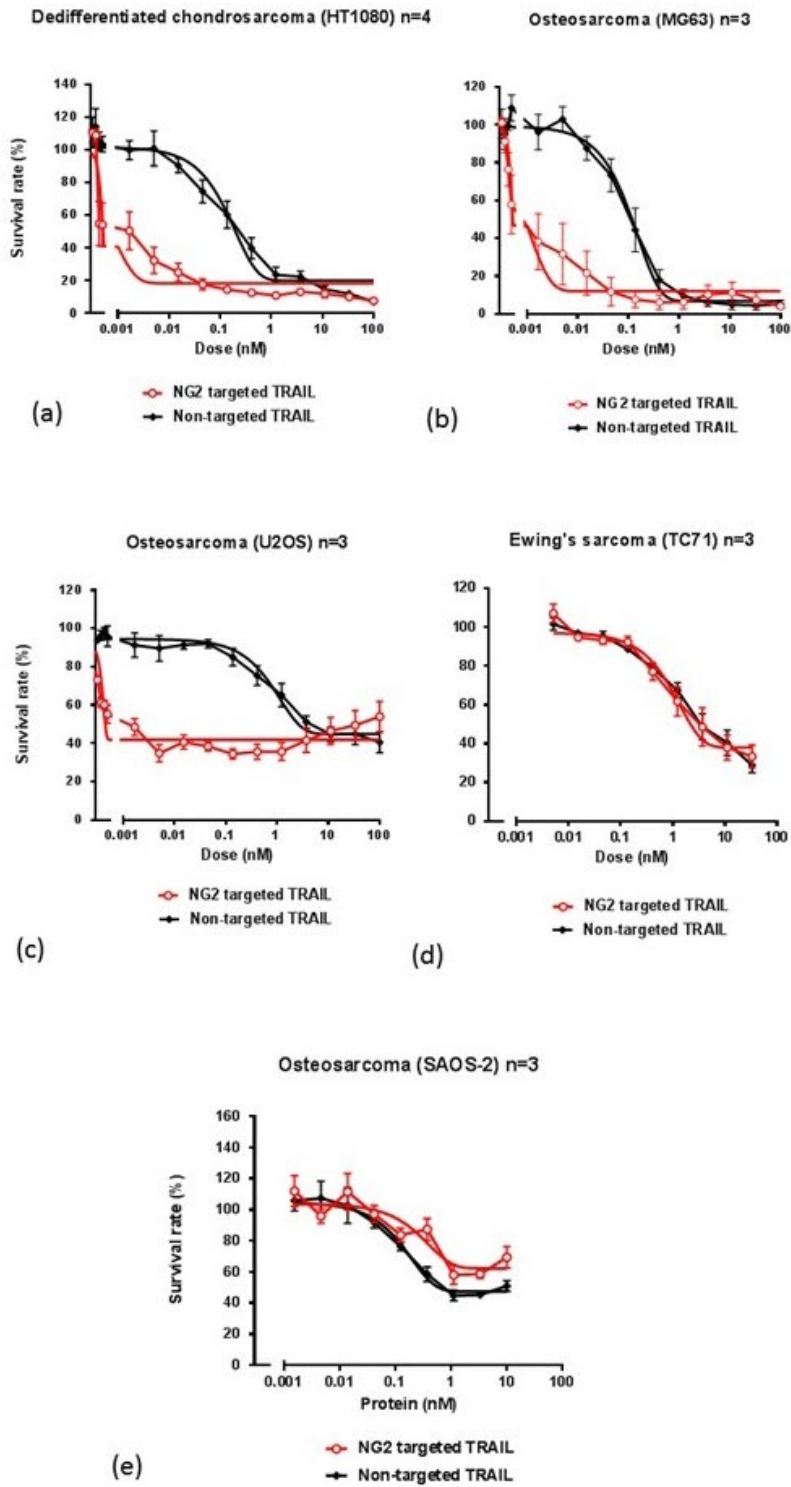 Dedifferentiated chondrosarcoma (HT1080) n=4
Survival rate (%)
140
120
100
80
60
40
20
0
0.001 0.01 0.1 1 10 100
Dose (nM)
NG2 targeted TRAIL
Non-targeted TRAIL
(a)
Osteosarcoma (MG63) n=3
120
100
80
60
40
20
0
0.001 0.01 0.1 1 10 100
Dose (nM)
NG2 targeted TRAIL
Non-targeted TRAIL
(b)
Osteosarcoma (U2OS) n=3
Survival rate (%)
120
100
80
60
40
20
0
0.001 0.01 0.1 1 10 100
Dose (nM)
NG2 targeted TRAIL
Non-targeted TRAIL
(c)
Ewing's sarcoma (TC71) n=3
120
100
80
60
40
20
0
0.001 0.01 0.1 1 10 100
Dose (nM)
NG2 targeted TRAIL
Non-targeted TRAIL
(d)
Osteosarcoma (SAOS-2) n=3
Survival rate (%)
160
140
120
100
80
60
40
20
0
0.001 0.01 0.1 1 10 100
Protein (nM)
NG2 targeted TRAIL
Non-targeted TRAIL
(e)